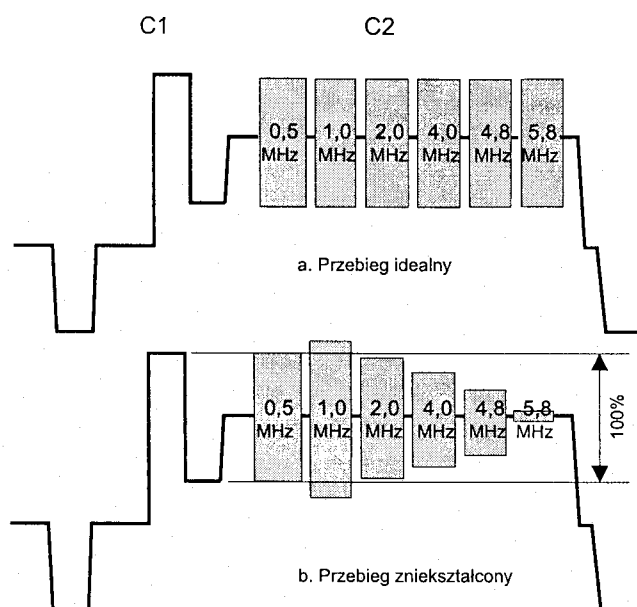 C1 C2
0,5 1,0 2,0 4,0 4,8 5,8
MHz MHz MHz MHz MHz MHz
a. Przebieg idealny
0,5 1,0 2,0 4,0 4,8 5,8
MHz MHz MHz MHz MHz MHz
100%
b. Przebieg zniekształcony